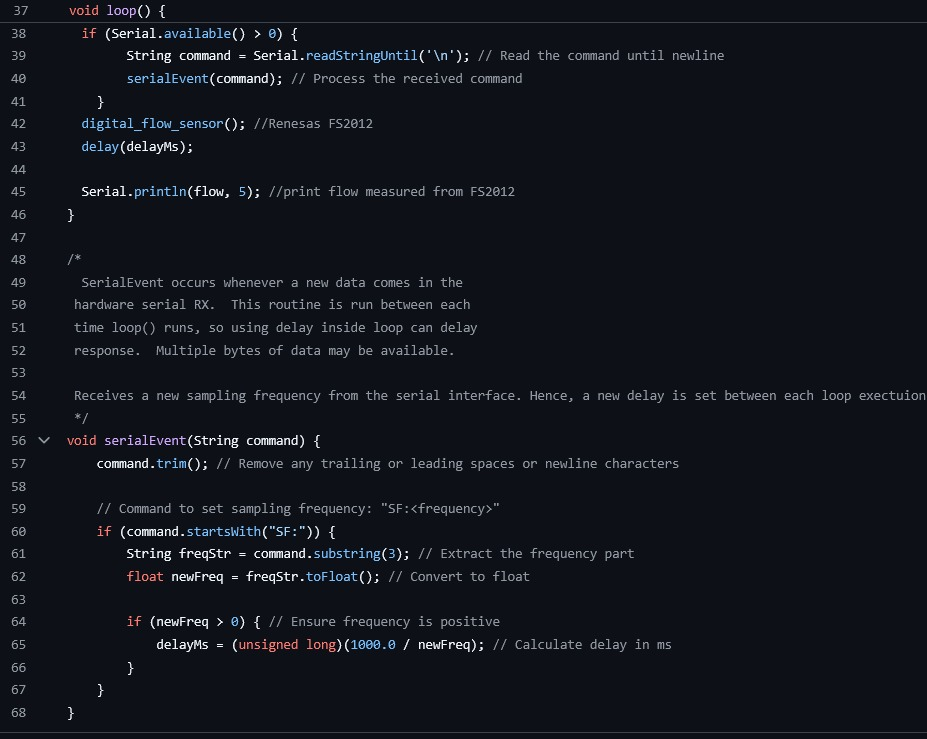 37 void loop() {
38 if (Serial.available() > 0) {
39 String command = Serial.readStringUntil('\n'); // Read the command until newline
40 serialEvent(command); // Process the received command
41 }
42 digital_flow_sensor(); //Renesas FS2012
43 delay(delayMs);
44
45 Serial.println(flow, 5); //print flow measured from FS2012
46 }
47
48 /*
49 SerialEvent occurs whenever a new data comes in the
50 hardware serial RX.  This routine is run between each
51 time loop() runs, so using delay inside loop can delay
52 response.  Multiple bytes of data may be available.
53
54 Receives a new sampling frequency from the serial interface. Hence, a new delay is set between each loop exectuion
55 */
56 void serialEvent(String command) {
57 command.trim(); // Remove any trailing or leading spaces or newline characters
58
59 // Command to set sampling frequency: "SF:<frequency>"
60 if (command.startsWith("SF:")) {
61 String freqStr = command.substring(3); // Extract the frequency part
62 float newFreq = freqStr.toFloat(); // Convert to float
63
64 if (newFreq > 0) { // Ensure frequency is positive
65 delayMs = (unsigned long)(1000.0 / newFreq); // Calculate delay in ms
66 }
67 }
68 }